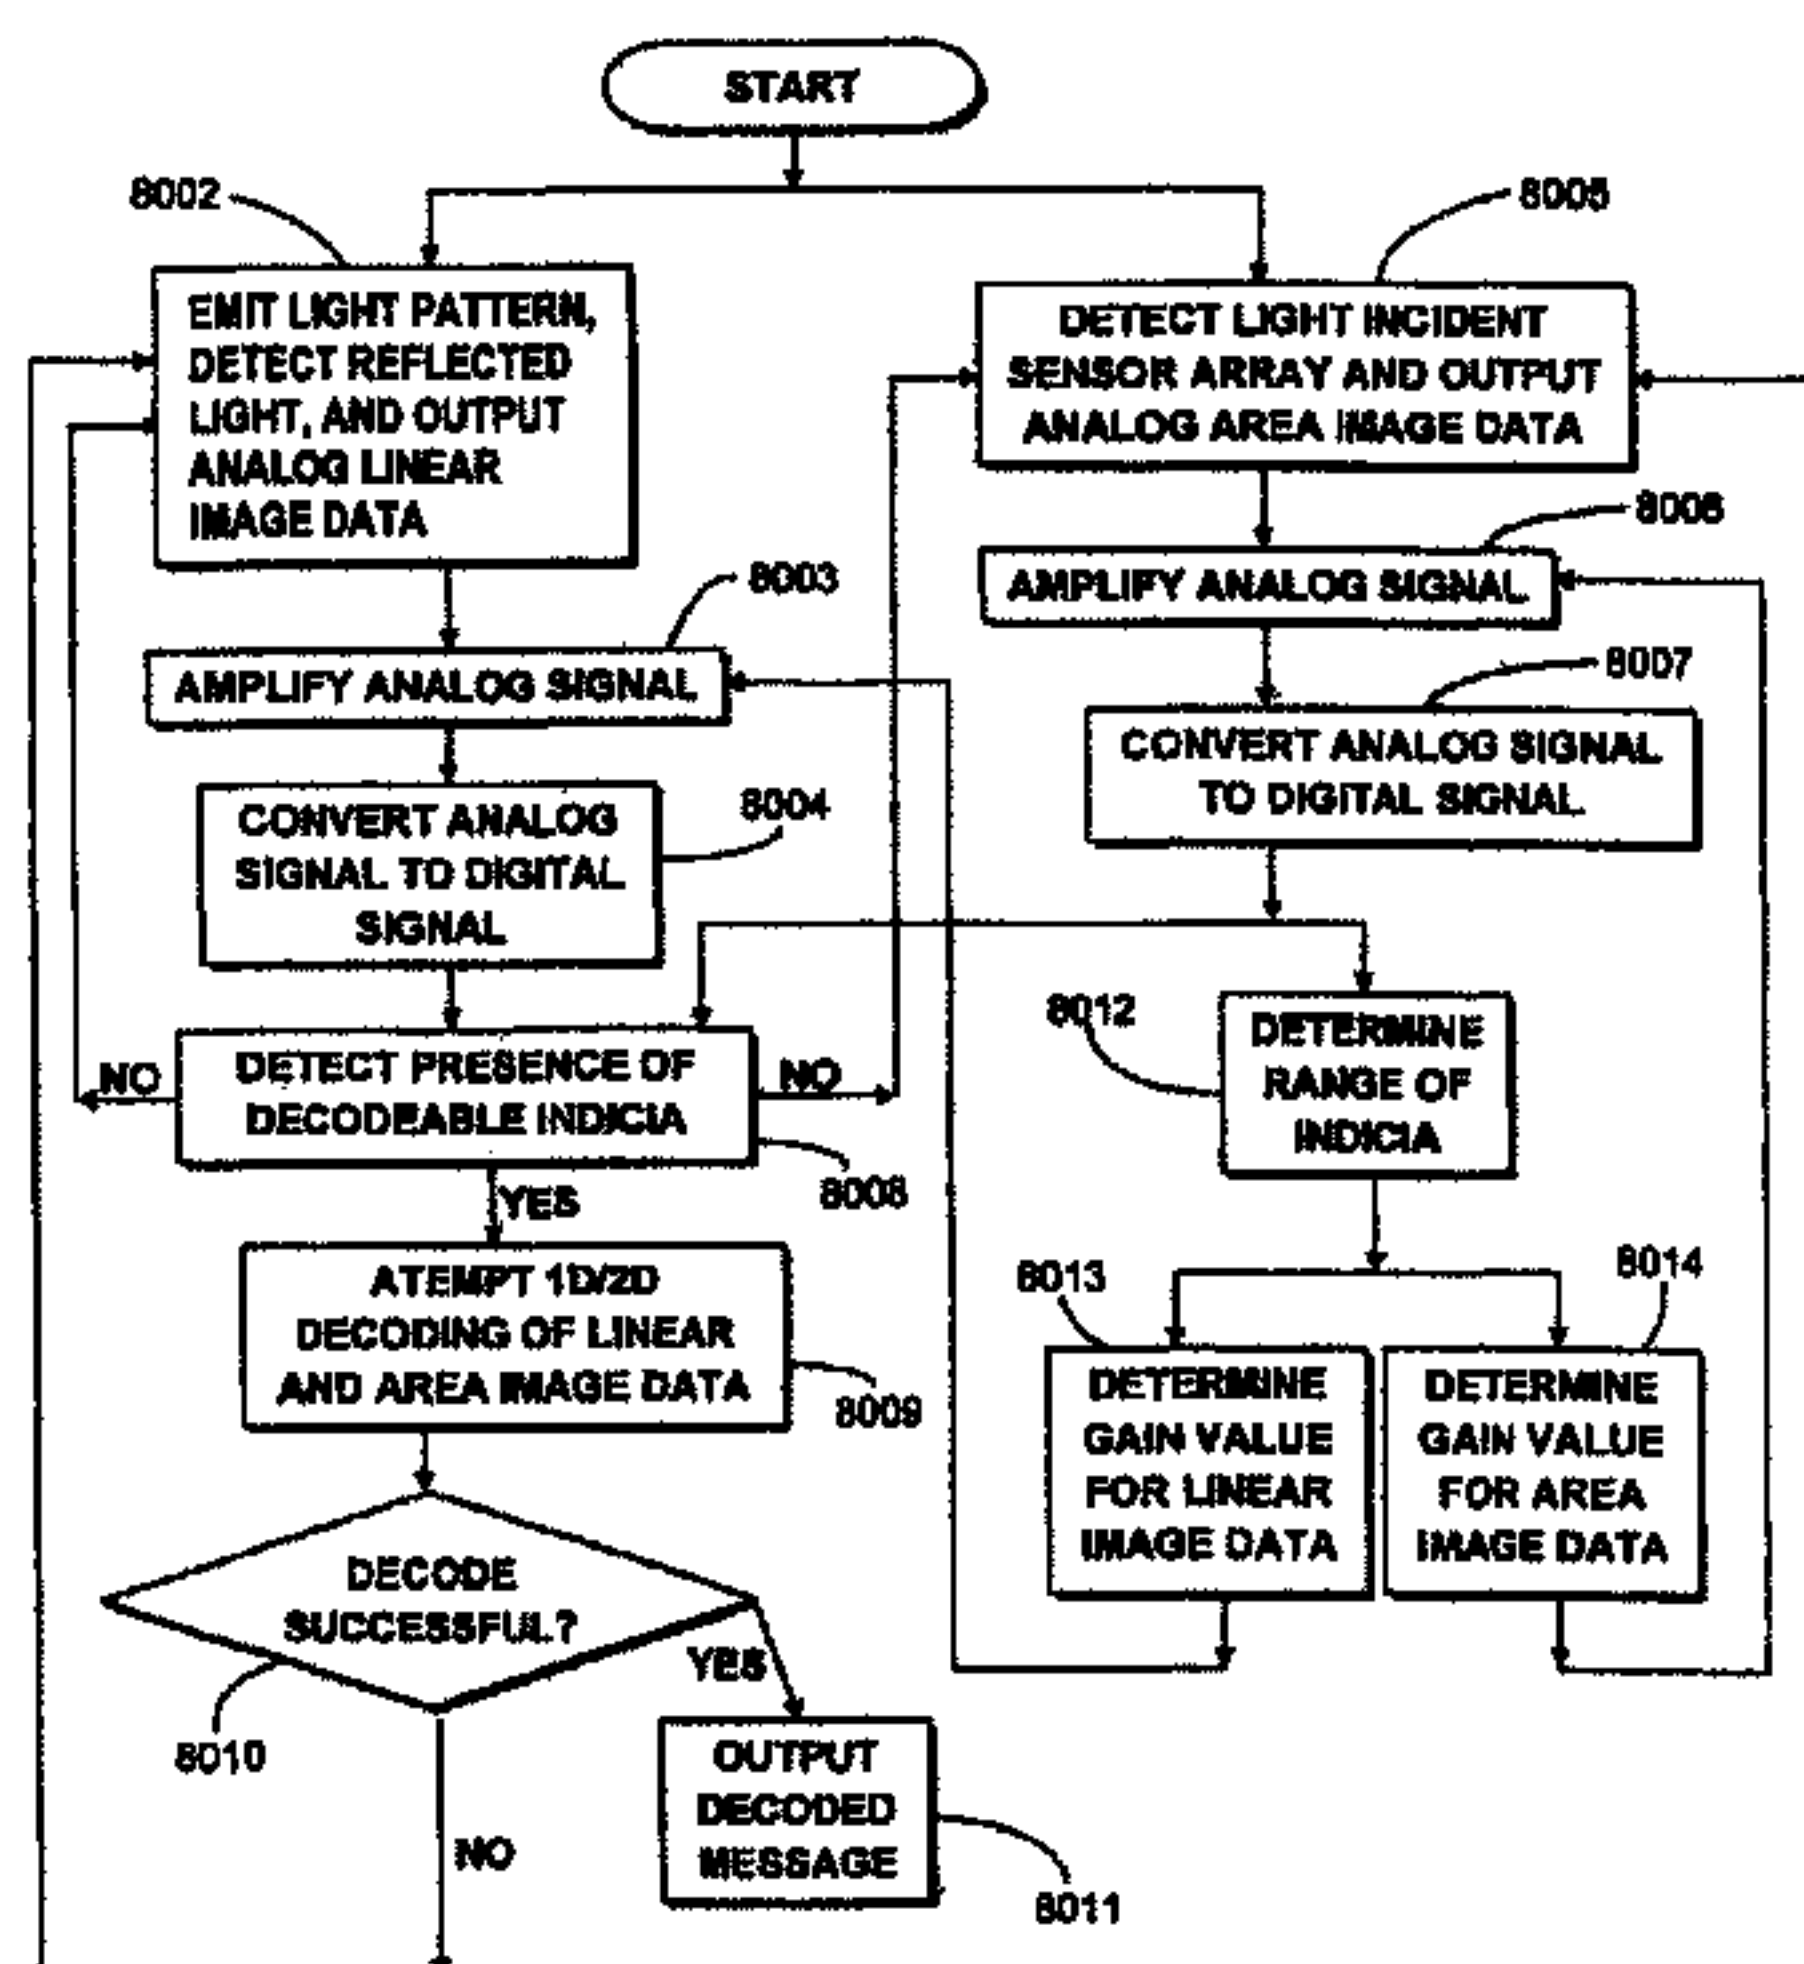 START
8002
8005
EMIT LIGHT PATTERN,
DETECT REFLECTED
LIGHT, AND OUTPUT
ANALOG LINEAR
IMAGE DATA
DETECT LIGHT INCIDENT
SENSOR ARRAY AND OUTPUT
ANALOG AREA IMAGE DATA
8006
8003
AMPLIFY ANALOG SIGNAL
AMPLIFY ANALOG SIGNAL
8007
CONVERT ANALOG SIGNAL
TO DIGITAL SIGNAL
8004
CONVERT ANALOG
SIGNAL TO DIGITAL
SIGNAL
8012
DETERMINE
RANGE OF
INDICIA
NO
DETECT PRESENCE OF
DECODEABLE INDICIA
NO
8008
YES
ATEMPT 1D/2D
DECODING OF LINEAR
AND AREA IMAGE DATA
8009
8013
8014
DETERMINE
GAIN VALUE
FOR LINEAR
IMAGE DATA
DETERMINE
GAIN VALUE
FOR AREA
IMAGE DATA
DECODE
SUCCESSFUL?
YES
8010
OUTPUT
DECODED
MESSAGE
NO
8011